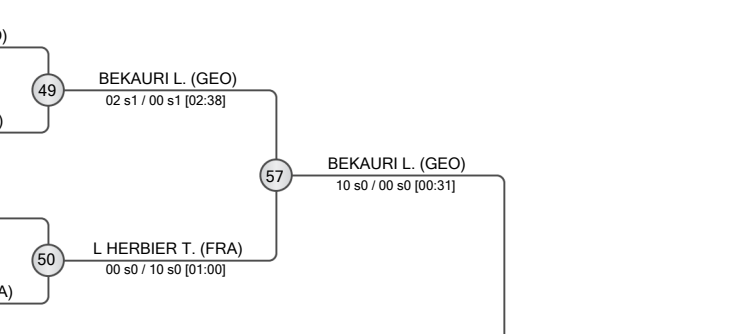 )
BEKAURI L. (GEO)
49
02 s1 / 00 s1 [02:38]
)
BEKAURI L. (GEO)
57
10 s0 / 00 s0 [00:31]
L HERBIER T. (FRA)
50
00 s0 / 10 s0 [01:00]
A)